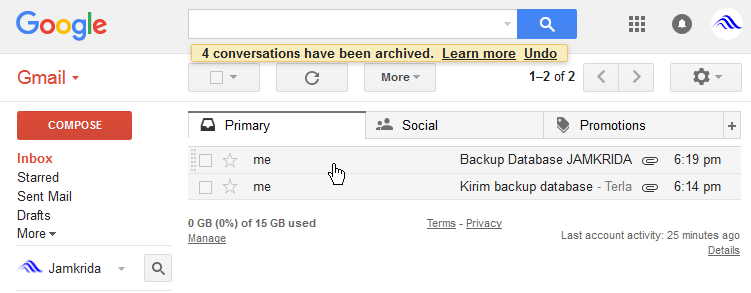 Google
4 conversations have been archived. Learn more Undo
Gmail
More
1–2 of 2
COMPOSE
Primary
Social
Promotions
+
Inbox
Starred
Sent Mail
Drafts
More
me Backup Database JAMKRIDA 6:19 pm
me Kirim backup database - Terla 6:14 pm
0 GB (0%) of 15 GB used
Manage
Terms - Privacy
Last account activity: 25 minutes ago
Details
Jamkrida